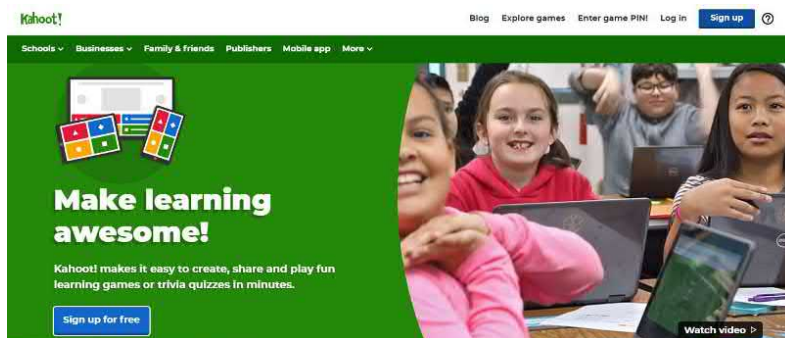 Kahoot!
Blog Explore games Enter game PIN! Log in Sign up ?
Schools Businesses Family & friends Publishers Mobile app More
Make learning
awesome!
Kahoot! makes it easy to create, share and play fun
learning games or trivia quizzes in minutes.
Sign up for free
Watch video